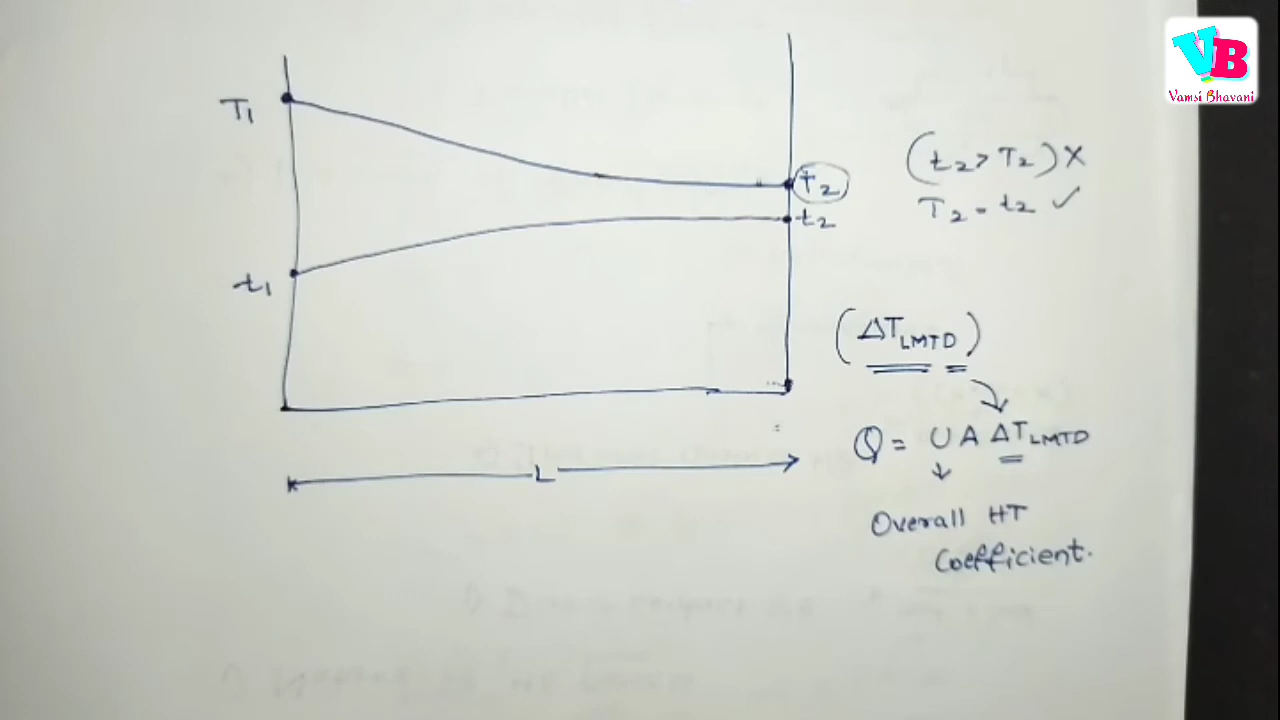 VB
Vamsi Bhavani
T1
T2
t2
t1
(t2 > T2) X
T2 = t2 ✓
(ΔTLMTD)
Q = U A ΔTLMTD
L
Overall HT
Coefficient.